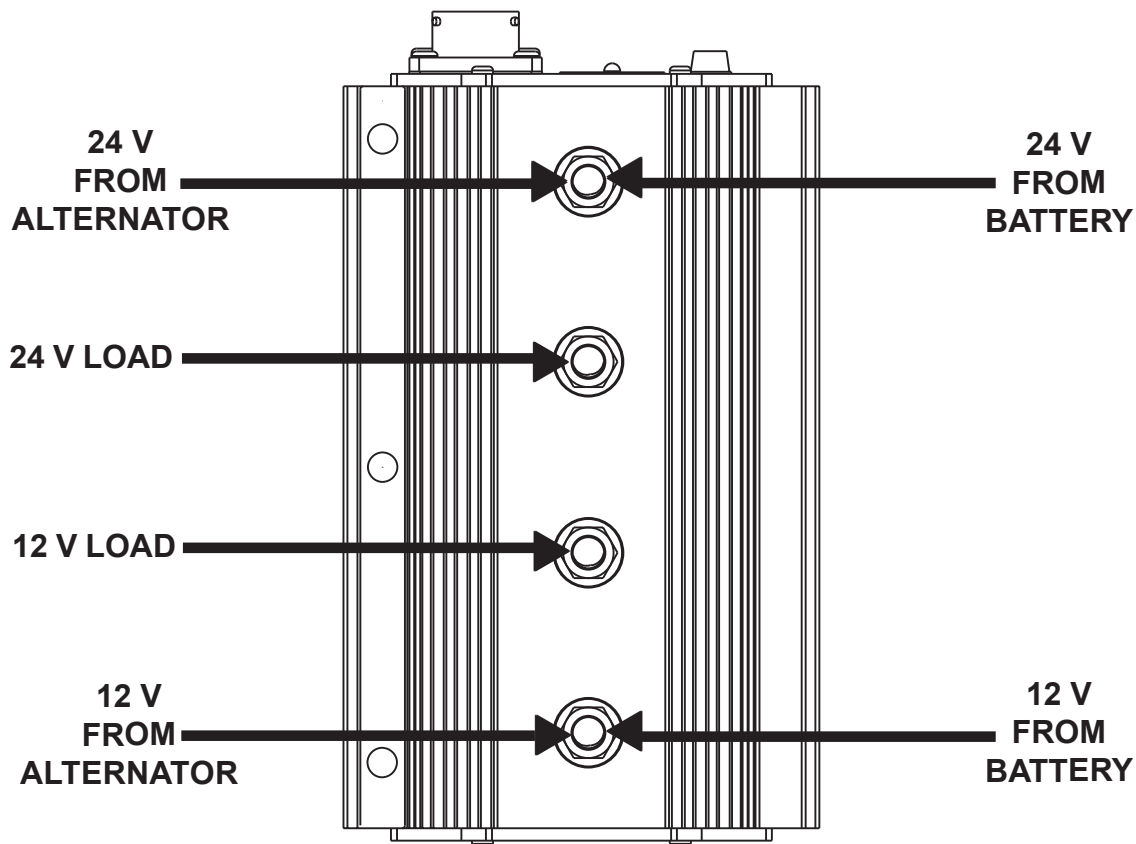 24 V
FROM
ALTERNATOR
24 V
FROM
BATTERY
24 V LOAD
12 V LOAD
12 V
FROM
ALTERNATOR
12 V
FROM
BATTERY